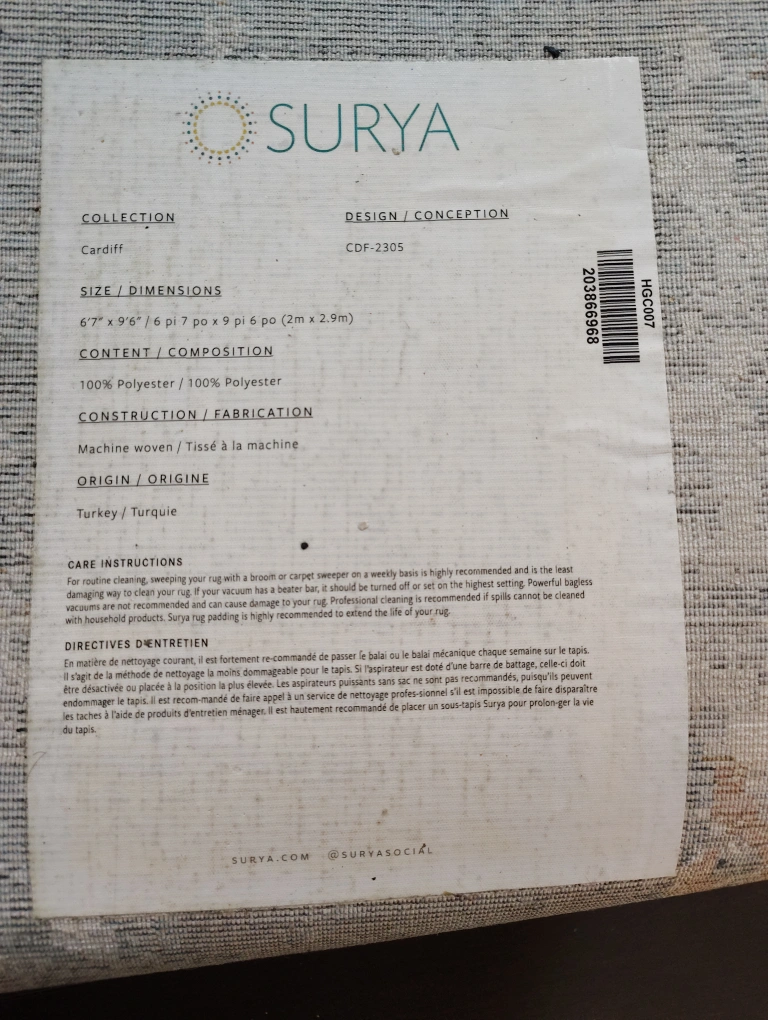 SURYA
COLLECTION
Cardiff
DESIGN / CONCEPTION
CDF-2305
SIZE / DIMENSIONS
6'7" x 9'6" / 6 pi 7 po x 9 pi 6 po (2m x 2.9m)
CONTENT / COMPOSITION
100% Polyester / 100% Polyester
CONSTRUCTION / FABRICATION
Machine woven / Tissé à la machine
ORIGIN / ORIGINE
Turkey / Turquie
HGC007
203866968
CARE INSTRUCTIONS
For routine cleaning, sweeping your rug with a broom or carpet sweeper on a weekly basis is highly recommended and is the least
damaging way to clean your rug. If your vacuum has a beater bar, it should be turned off or set on the highest setting. Powerful bagless
vacuums are not recommended and can cause damage to your rug. Professional cleaning is recommended if spills cannot be cleaned
with household products. Surya rug padding is highly recommended to extend the life of your rug.
DIRECTIVES D'ENTRETIEN
En matière de nettoyage courant, il est fortement re-commandé de passer le balai ou le balai mécanique chaque semaine sur le tapis.
Il s'agit de la méthode de nettoyage la moins dommageable pour le tapis. Si l'aspirateur est doté d'une barre de battage, celle-ci doit
être désactivée ou placée à la position la plus élevée. Les aspirateurs puissants sans sac ne sont pas recommandés, puisqu'ils peuvent
endommager le tapis. Il est recom-mandé de faire appel à un service de nettoyage profes-sionnel s'il est impossible de faire disparaître
les taches à l'aide de produits d'entretien ménager. Il est hautement recommandé de placer un sous-tapis Surya pour prolon-ger la vie
du tapis.
SURYA.COM @SURYASOCIAL